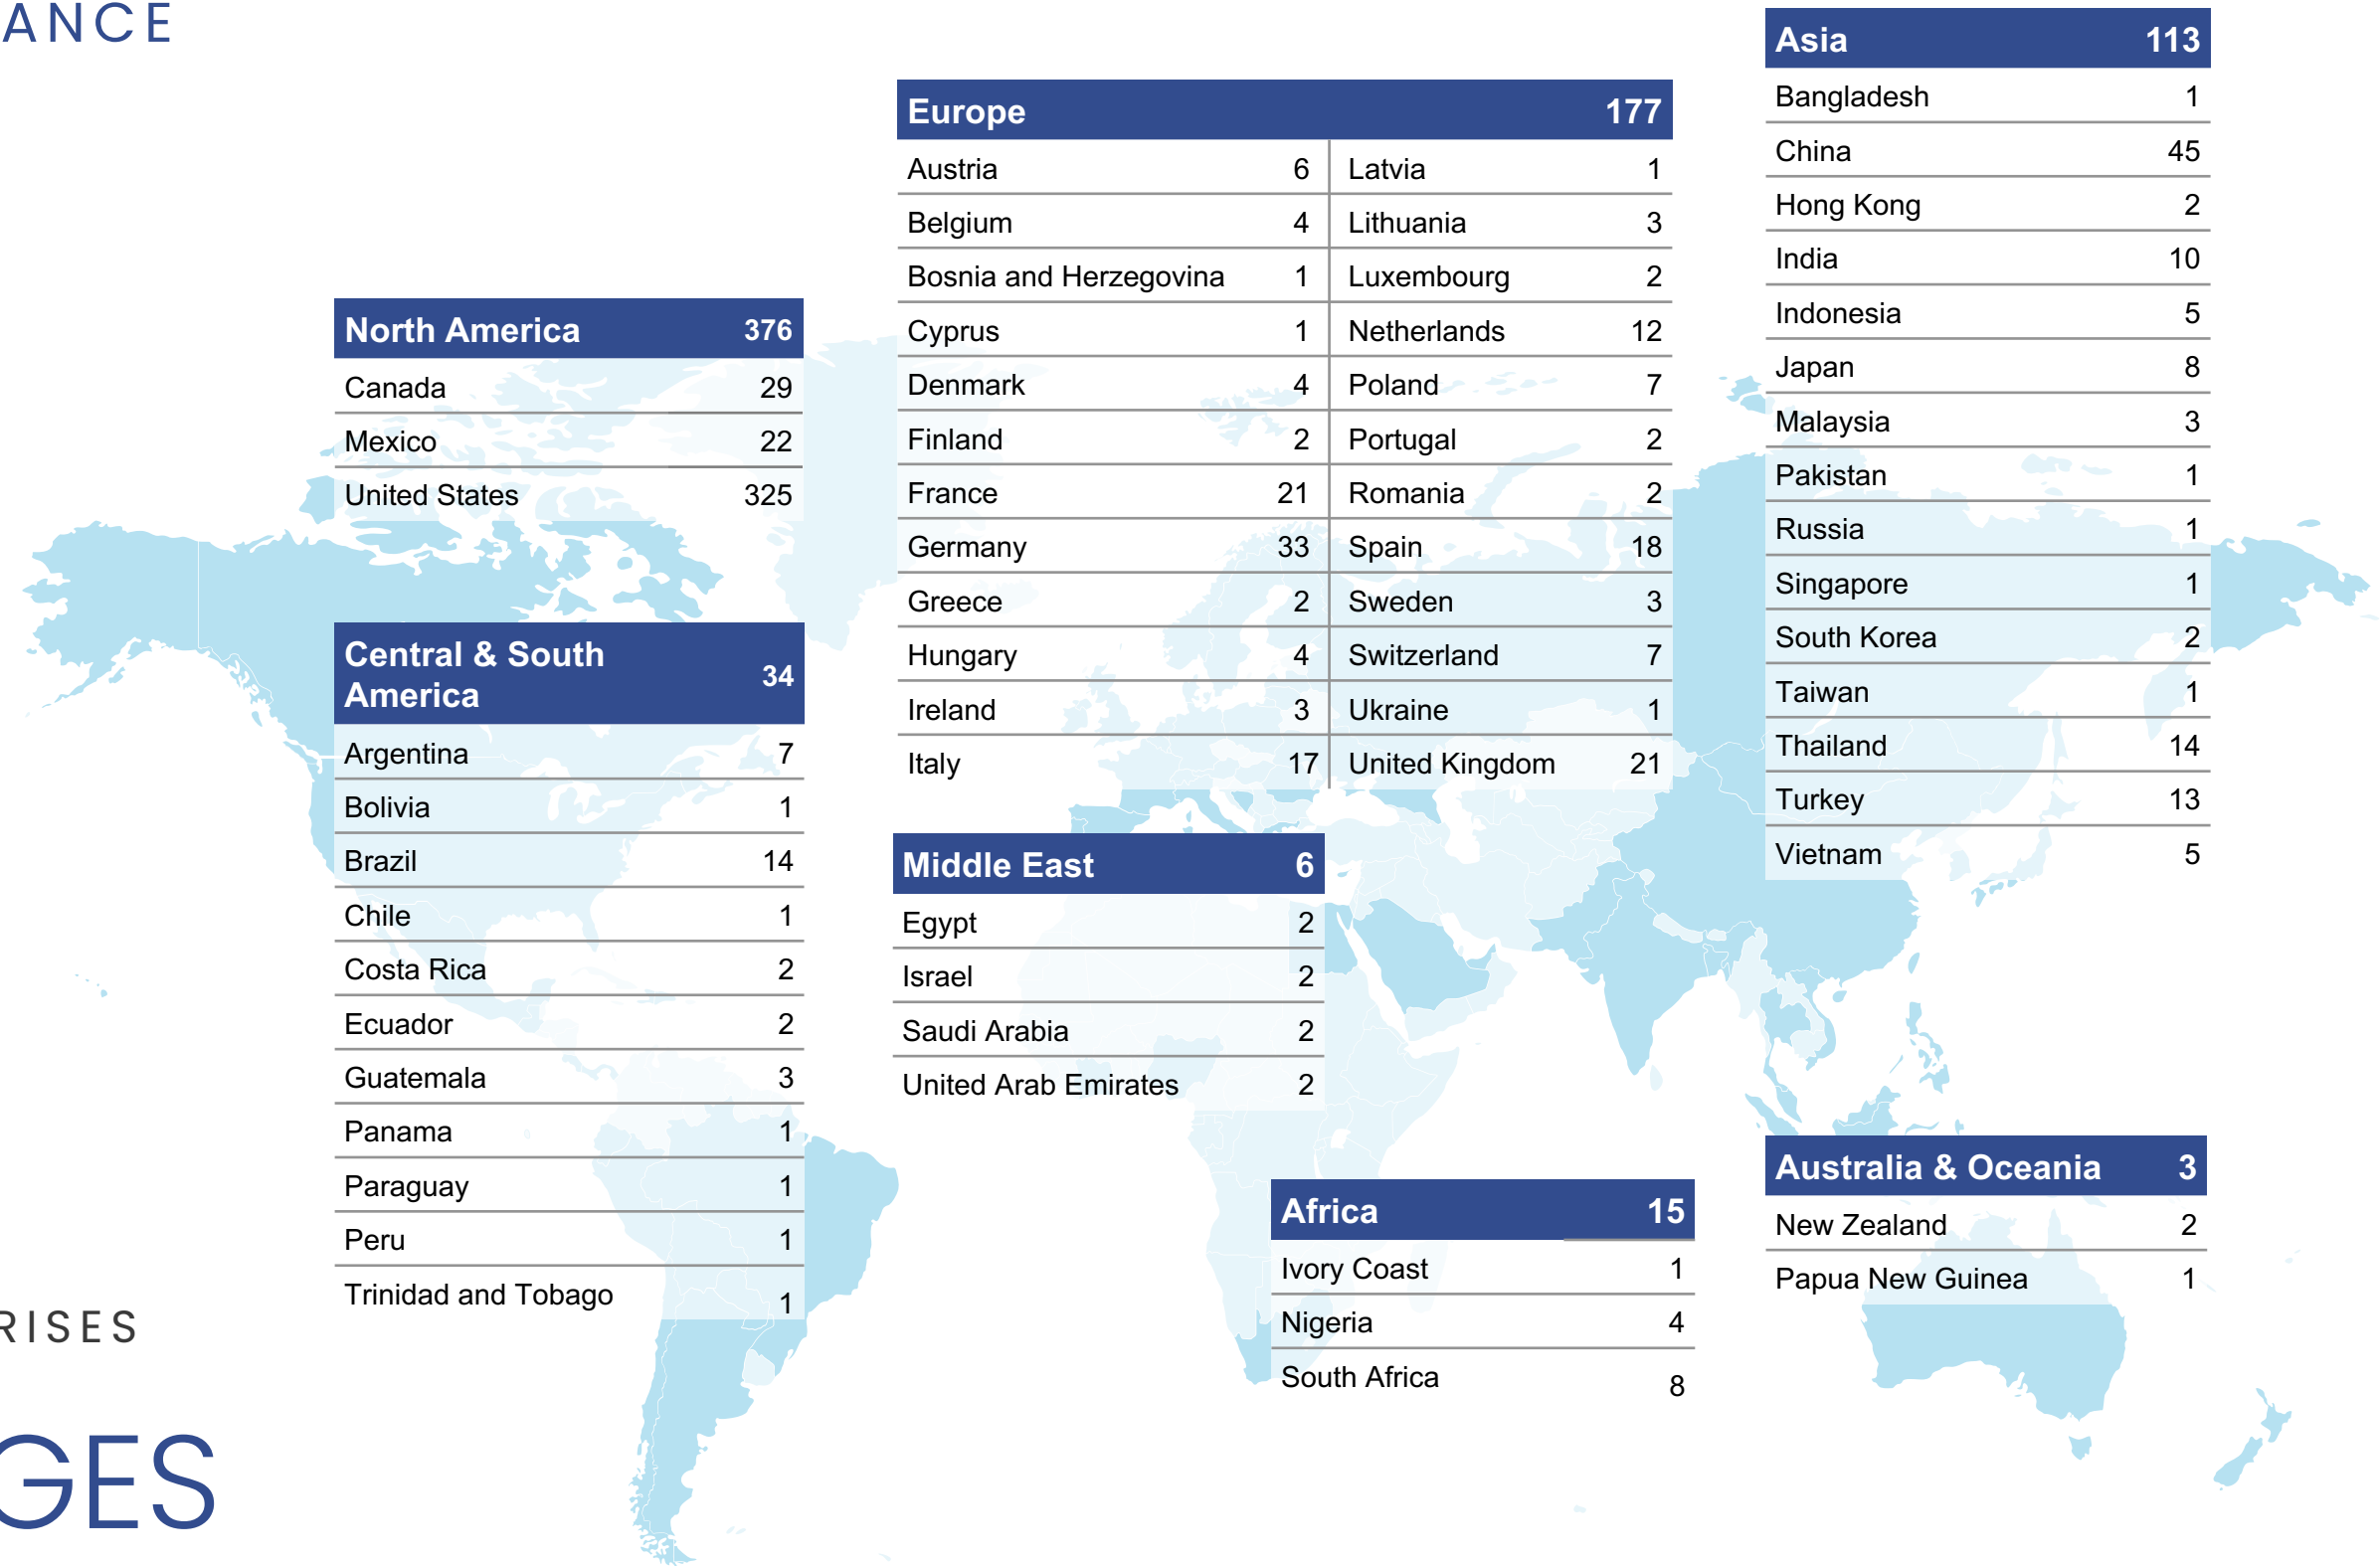 ANCE
North America 376
Canada 29
Mexico 22
United States 325
Central & South
America 34
Argentina 7
Bolivia 1
Brazil 14
Chile 1
Costa Rica 2
Ecuador 2
Guatemala 3
Panama 1
Paraguay 1
Peru 1
Trinidad and Tobago 1
Europe 177
Austria 6 Latvia 1
Belgium 4 Lithuania 3
Bosnia and Herzegovina 1 Luxembourg 2
Cyprus 1 Netherlands 12
Denmark 4 Poland 7
Finland 2 Portugal 2
France 21 Romania 2
Germany 33 Spain 18
Greece 2 Sweden 3
Hungary 4 Switzerland 7
Ireland 3 Ukraine 1
Italy 17 United Kingdom 21
Middle East 6
Egypt 2
Israel 2
Saudi Arabia 2
United Arab Emirates 2
Africa 15
Ivory Coast 1
Nigeria 4
South Africa 8
Asia 113
Bangladesh 1
China 45
Hong Kong 2
India 10
Indonesia 5
Japan 8
Malaysia 3
Pakistan 1
Russia 1
Singapore 1
South Korea 2
Taiwan 1
Thailand 14
Turkey 13
Vietnam 5
Australia & Oceania 3
New Zealand 2
Papua New Guinea 1
RISES
GES